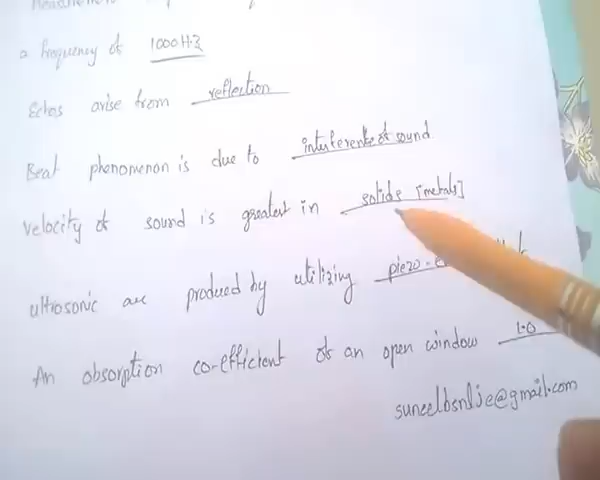 a frequency of 1000HZ
Echos arise from reflection
Beat phenomenon is due to interference of sound
velocity of sound is greatest in solids [metals]
ultrosonic are produced by utilizing piezo-
An absorption co-efficient of an open window 1.0
suneelbsnlje@gmail.com